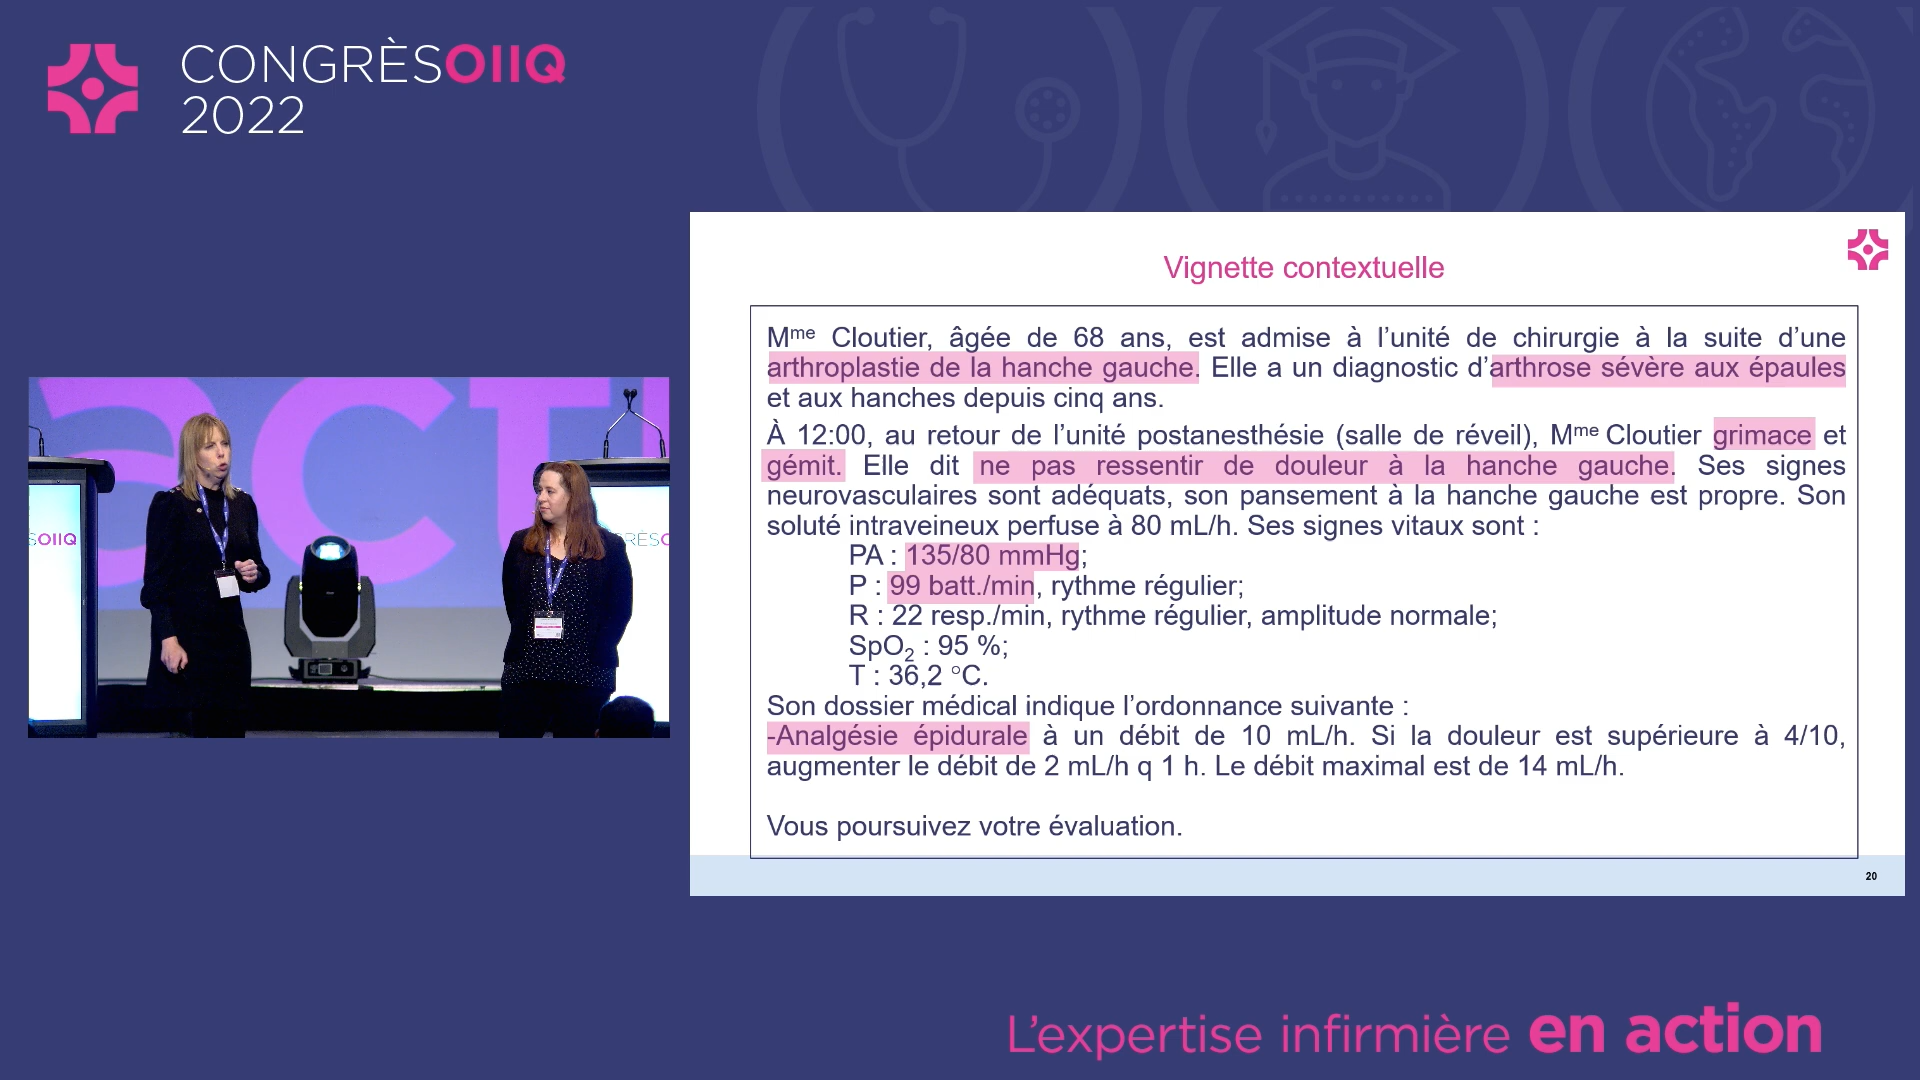 CONGRÈSOIIQ
2022
Vignette contextuelle
Mme Cloutier, âgée de 68 ans, est admise à l’unité de chirurgie à la suite d’une
arthroplastie de la hanche gauche. Elle a un diagnostic d’arthrose sévère aux épaules
et aux hanches depuis cinq ans.
À 12:00, au retour de l’unité postanesthésie (salle de réveil), Mme Cloutier grimace et
gémit. Elle dit ne pas ressentir de douleur à la hanche gauche. Ses signes
neurovasculaires sont adéquats, son pansement à la hanche gauche est propre. Son
soluté intraveineux perfuse à 80 mL/h. Ses signes vitaux sont :
PA : 135/80 mmHg;
P : 99 batt./min, rythme régulier;
R : 22 resp./min, rythme régulier, amplitude normale;
SpO2 : 95 %;
T : 36,2 °C.
Son dossier médical indique l’ordonnance suivante :
-Analgésie épidurale à un débit de 10 mL/h. Si la douleur est supérieure à 4/10,
augmenter le débit de 2 mL/h q 1 h. Le débit maximal est de 14 mL/h.
Vous poursuivez votre évaluation.
20
acti
SOIIQ
GRÈSO
L’expertise infirmière en action